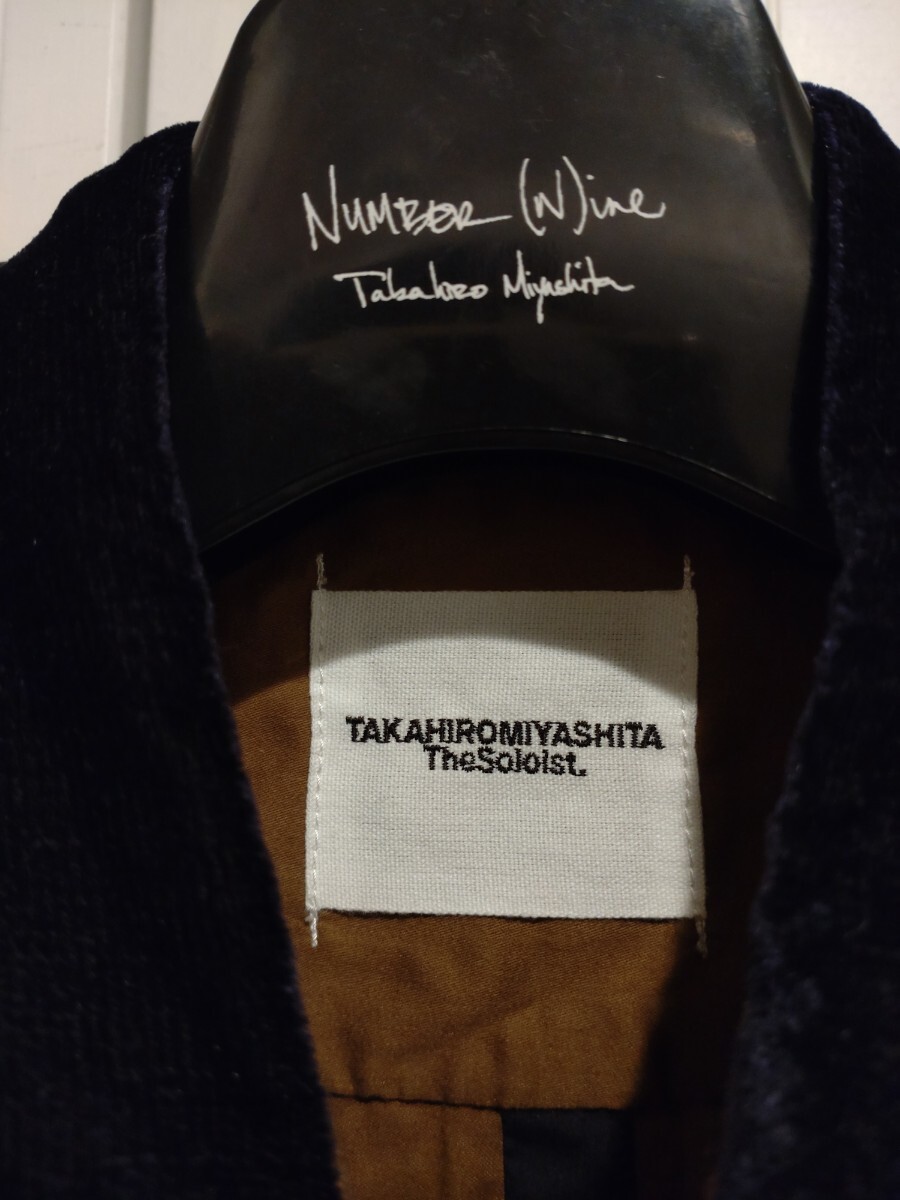 NUMBER (N)ine
Takahiro Miyashita
TAKAHIROMIYASHITA
TheSoloist.